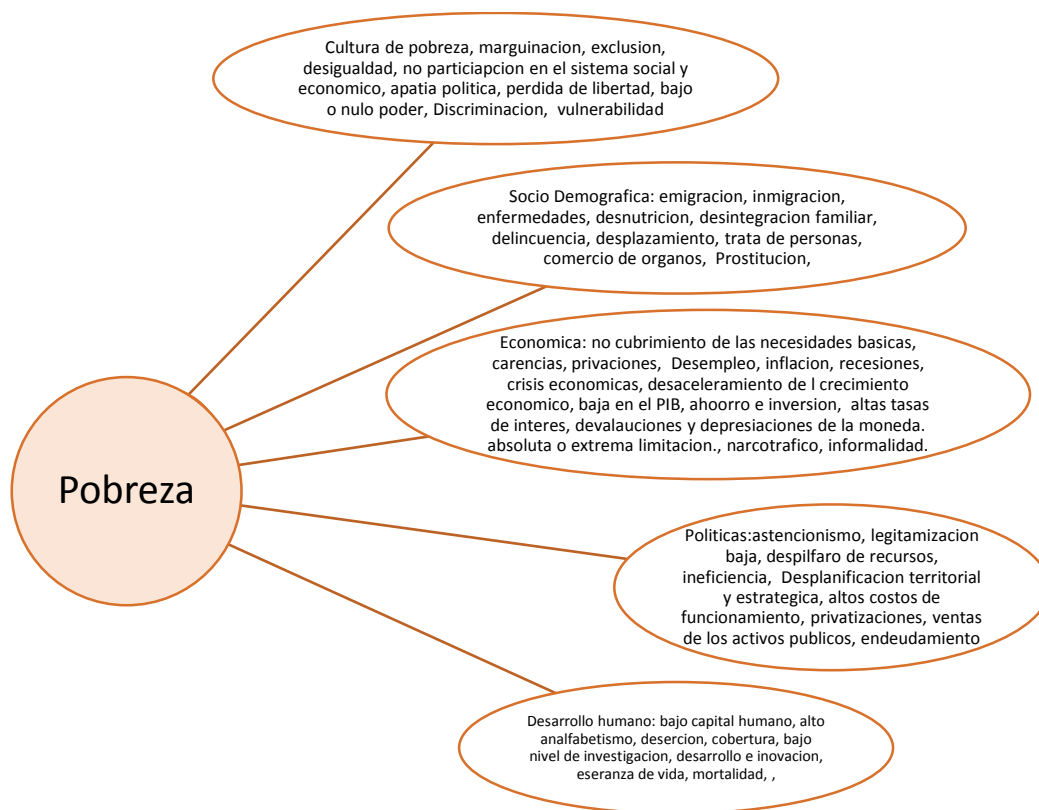 Cultura de pobreza, marguinacion, exclusion,
desigualdad, no particiapcion en el sistema social y
economico, apatia politica, perdida de libertad, bajo
o nulo poder, Discriminacion, vulnerabilidad
Socio Demografica: emigracion, inmigracion,
enfermedades, desnutricion, desintegracion familiar,
delincuencia, desplazamiento, trata de personas,
comercio de organos, Prostitucion,
Economica: no cubrimiento de las necesidades basicas,
carencias, privaciones, Desempleo, inflacion, recesiones,
crisis economicas, desaceleramiento de l crecimiento
economico, baja en el PIB, ahoorro e inversion, altas tasas
de interes, devalauciones y depresiaciones de la moneda.
absoluta o extrema limitacion., narcotrafico, informalidad.
Pobreza
Politicas:astencionismo, legitamizacion
baja, despilfaro de recursos,
ineficiencia, Desplanificacion territorial
y estrategica, altos costos de
funcionamiento, privatizaciones, ventas
de los activos publicos, endeudamiento
Desarrollo humano: bajo capital humano, alto
analfabetismo, desercion, cobertura, bajo
nivel de investigacion, desarrollo e inovacion,
eseranza de vida, mortalidad, ,